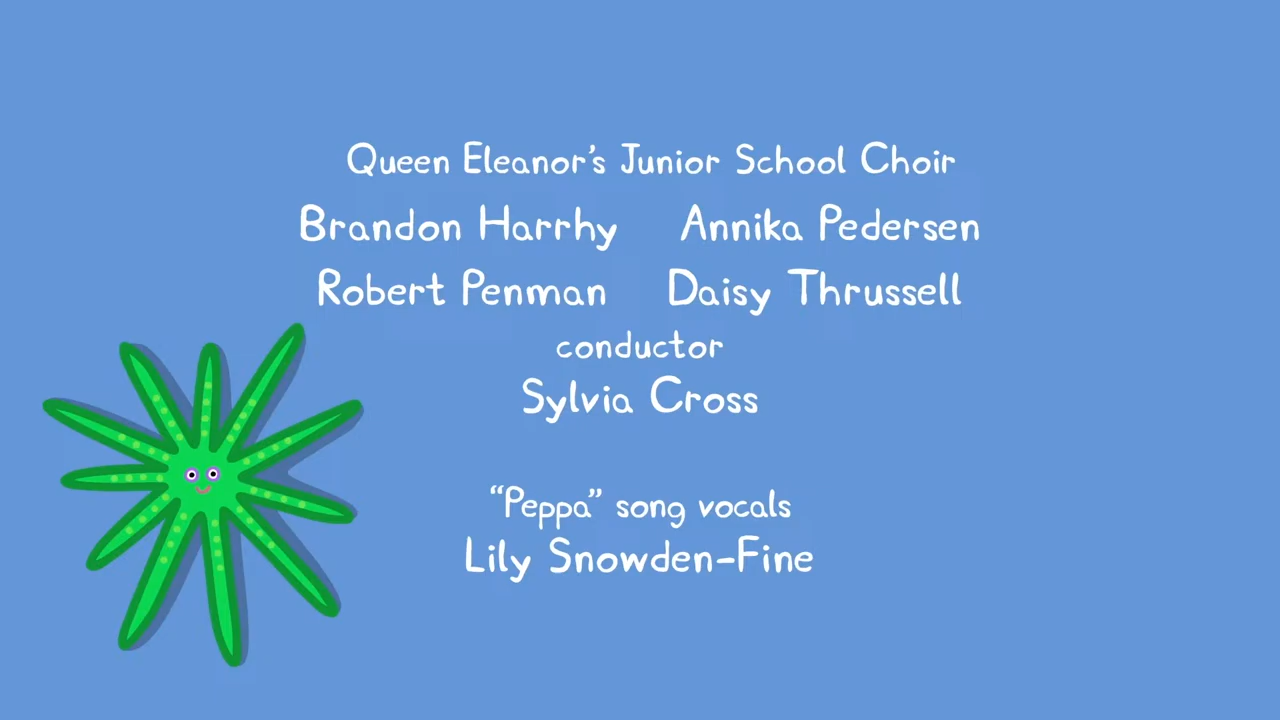 Queen Eleanor's Junior School Choir
Brandon Harrhy Annika Pedersen
Robert Penman Daisy Thrussell
conductor
Sylvia Cross
“Peppa” song vocals
Lily Snowden-Fine